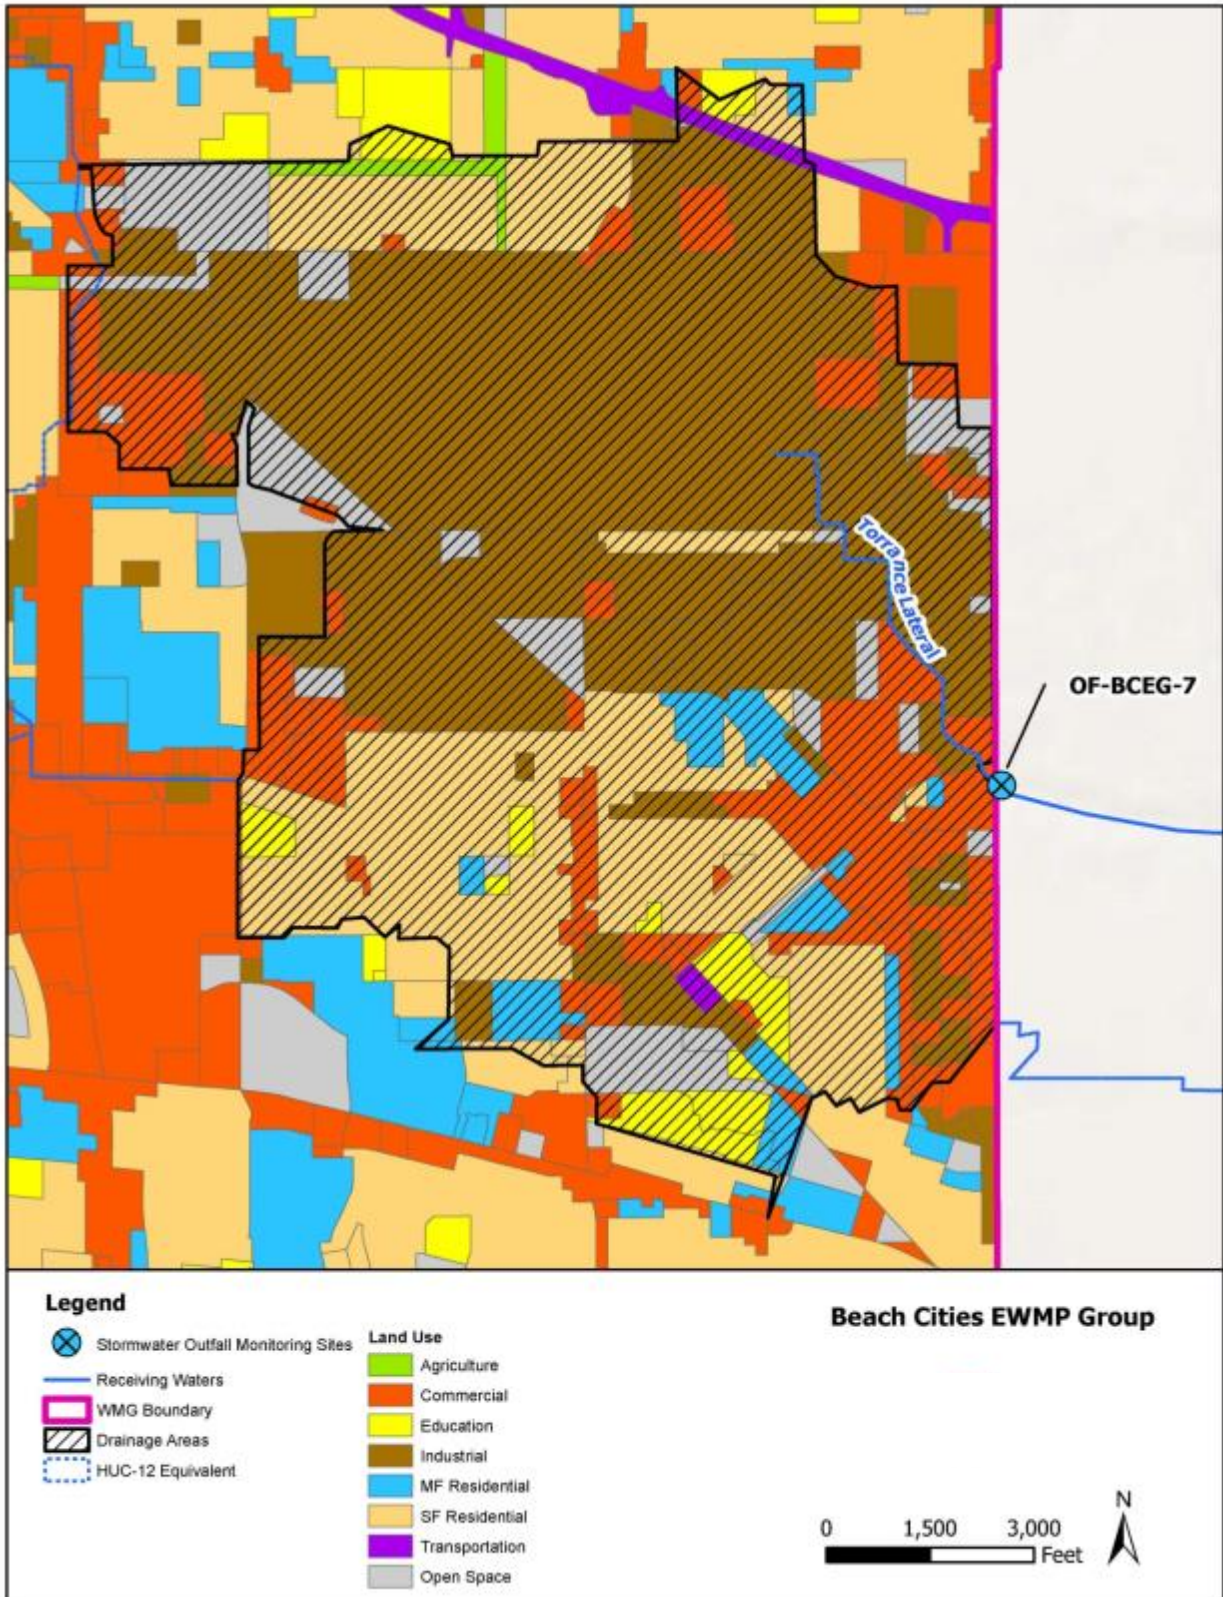 Torrance Lateral
OF-BCEG-7
Legend
Stormwater Outfall Monitoring Sites
Receiving Waters
WMG Boundary
Drainage Areas
HUC-12 Equivalent
Land Use
Agriculture
Commercial
Education
Industrial
MF Residential
SF Residential
Transportation
Open Space
Beach Cities EWMP Group
0 1,500 3,000
Feet
N